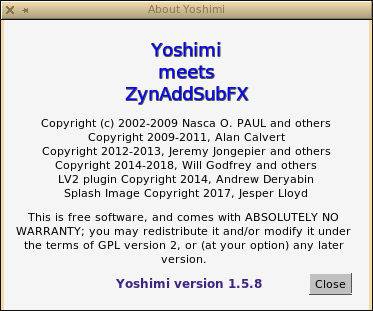 About Yoshimi
Yoshimi
meets
ZynAddSubFX
Copyright (c) 2002-2009 Nasca O. PAUL and others
Copyright 2009-2011, Alan Calvert
Copyright 2012-2013, Jeremy Jongepier and others
Copyright 2014-2018, Will Godfrey and others
LV2 plugin Copyright 2014, Andrew Deryabin
Splash Image Copyright 2017, Jesper Lloyd
This is free software, and comes with ABSOLUTELY NO
WARRANTY; you may redistribute it and/or modify it under
the terms of GPL version 2, or (at your option) any later
version.
Yoshimi version 1.5.8
Close